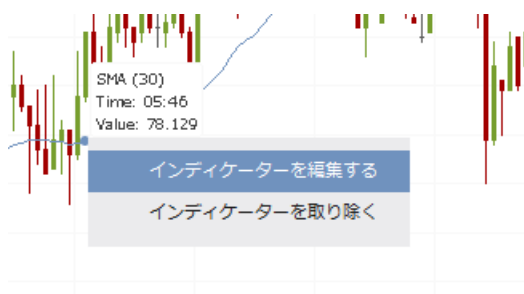 SMA (30)
Time: 05:46
Value: 78.129
インディケーターを編集する
インディケーターを取り除く